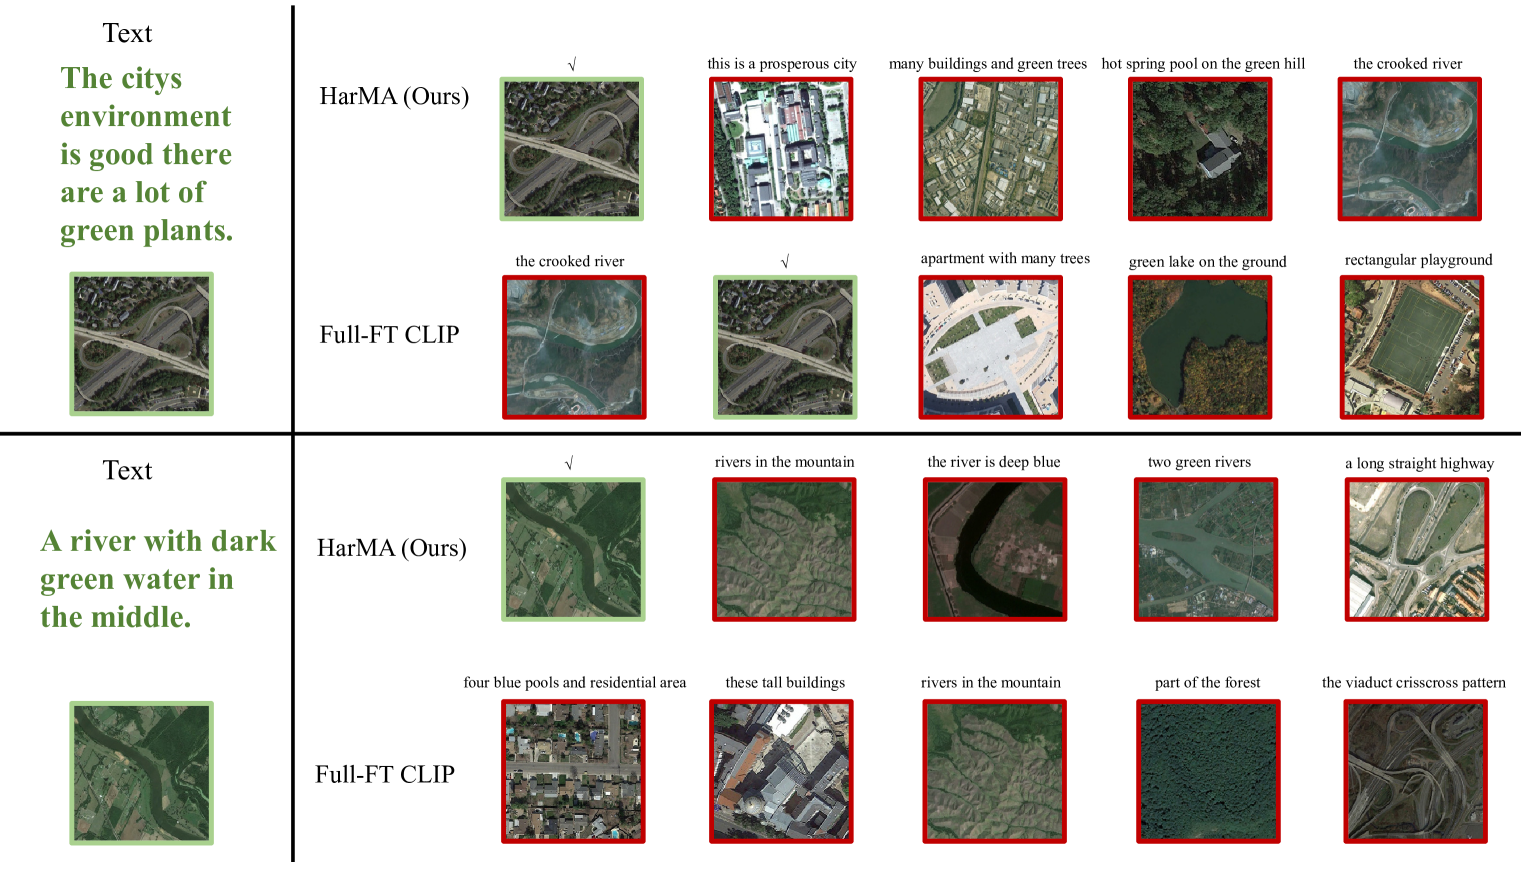 Text
The citys
environment
is good there
are a lot of
green plants.
HarMA (Ours)
√
this is a prosperous city
many buildings and green trees
hot spring pool on the green hill
the crooked river
Full-FT CLIP
the crooked river
√
apartment with many trees
green lake on the ground
rectangular playground
Text
A river with dark
green water in
the middle.
HarMA (Ours)
√
rivers in the mountain
the river is deep blue
two green rivers
a long straight highway
Full-FT CLIP
four blue pools and residential area
these tall buildings
rivers in the mountain
part of the forest
the viaduct crisscross pattern